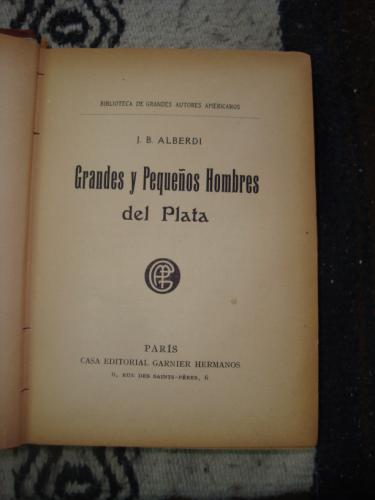 BIBLIOTECA DE GRANDES AUTORES AMERICANOS
J. B. ALBERDI
Grandes y Pequeños Hombres
del Plata
PARÍS
CASA EDITORIAL GARNIER HERMANOS
6, RUE DES SAINTS-PÈRES, 6